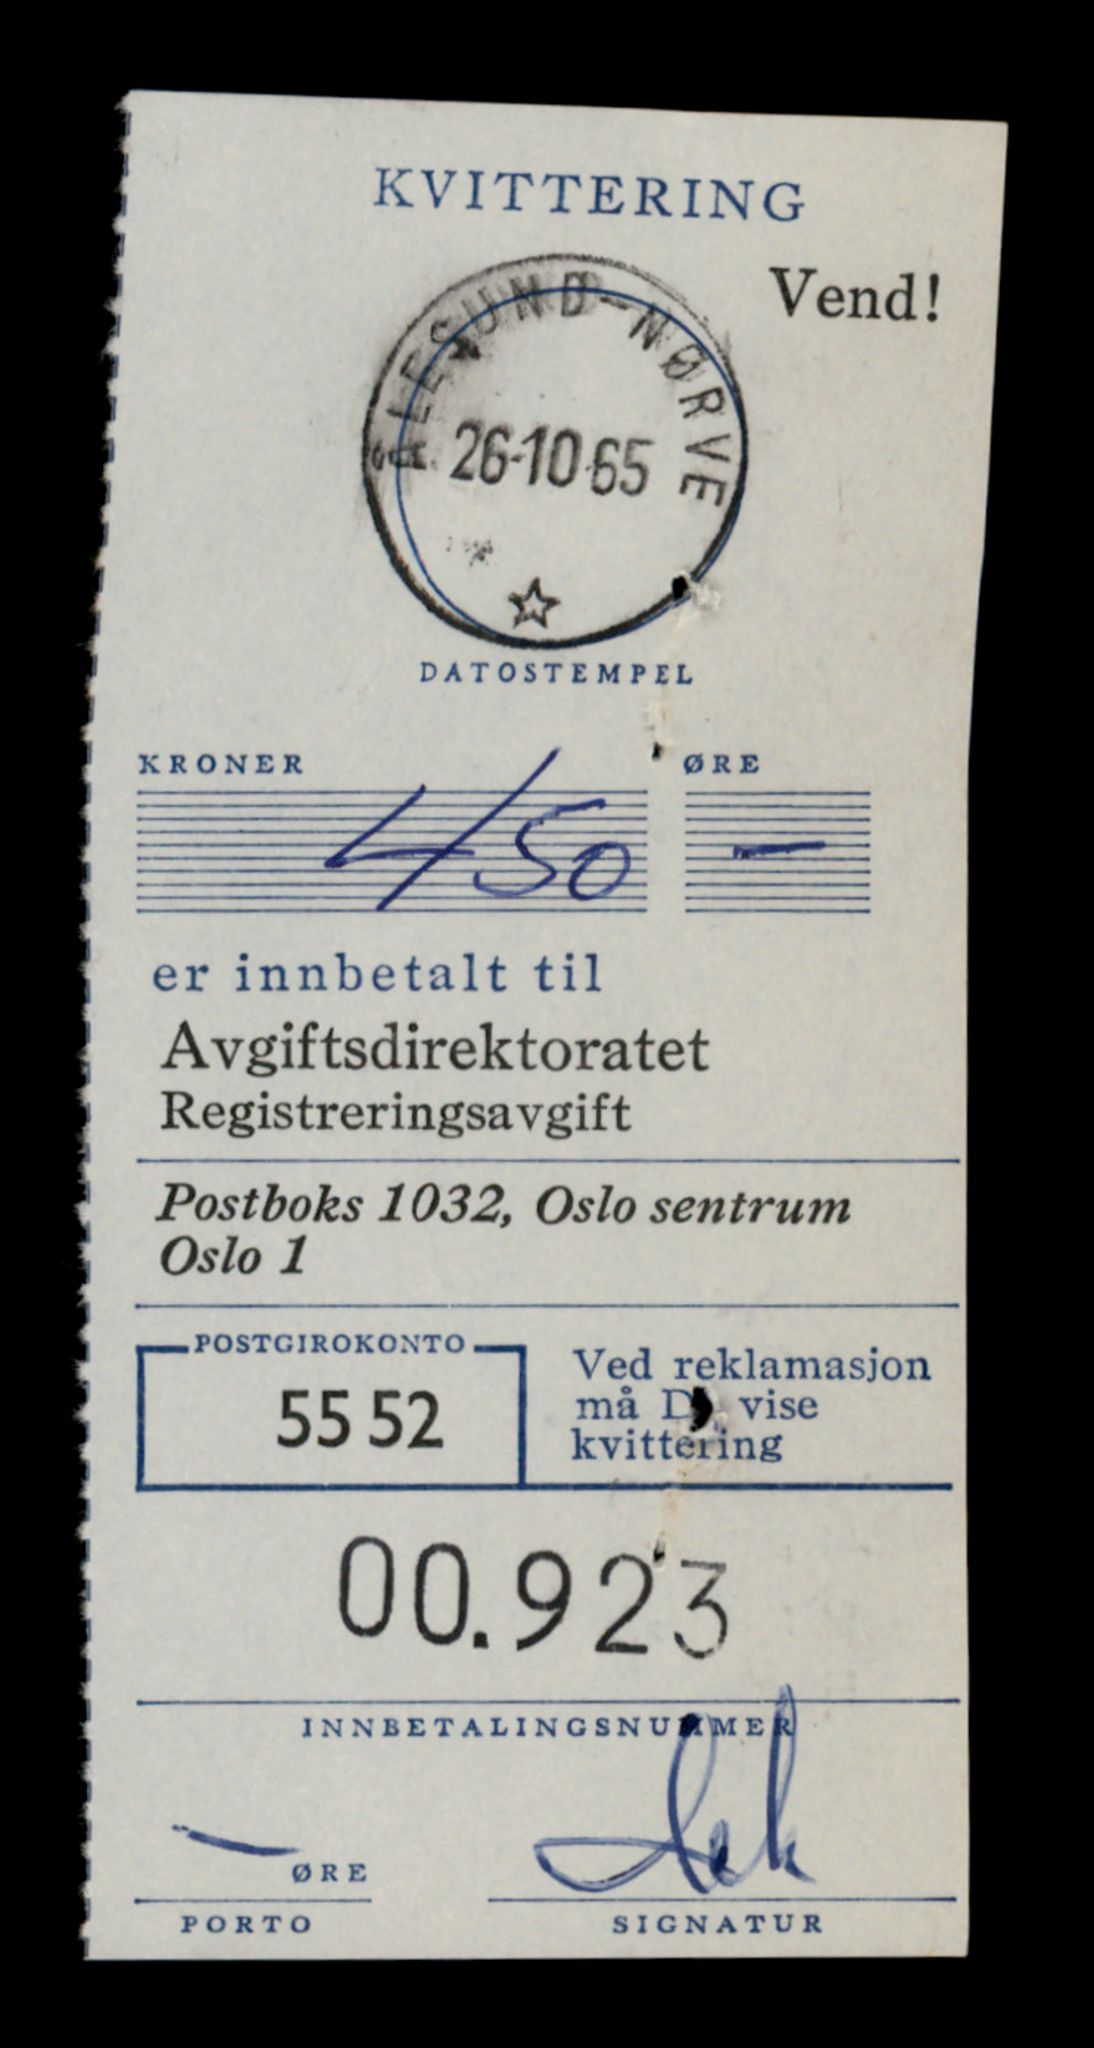 KVITTERING
Vend!
ÅLESUND-NØRVE
26-10-65
DATOSTEMPEL
KRONER ØRE
450 —
er innbetalt til
Avgiftsdirektoratet
Registreringsavgift
Postboks 1032, Oslo sentrum
Oslo 1
POSTGIROKONTO
55 52
Ved reklamasjon
må De vise
kvittering
00.923
INNBETALINGSNUMMER
— ØRE
PORTO
SIGNATUR